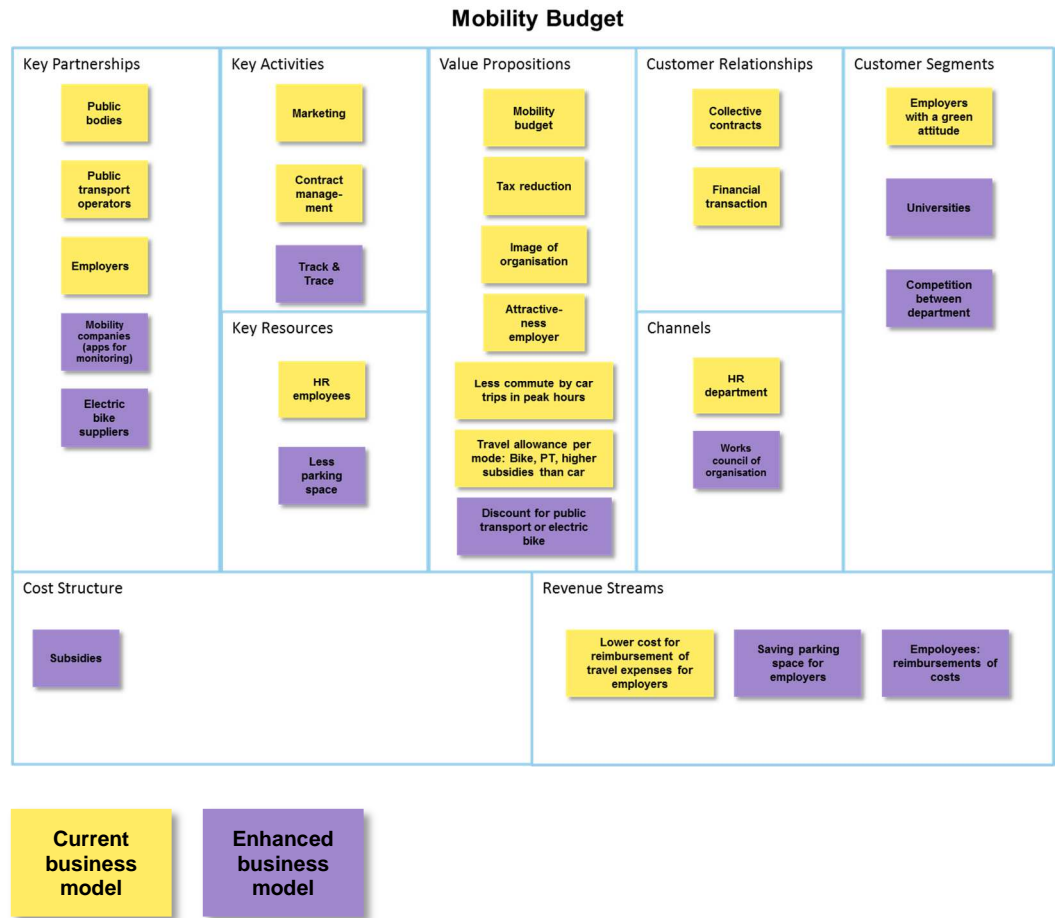 Mobility Budget
Key Partnerships
Public
bodies
Public
transport
operators
Employers
Mobility
companies
(apps for
monitoring)
Electric
bike
suppliers
Key Activities
Marketing
Contract
manage-
ment
Track &
Trace
Key Resources
HR
employees
Less
parking
space
Value Propositions
Mobility
budget
Tax reduction
Image of
organisation
Attractive-
ness
employer
Less commute by car
trips in peak hours
Travel allowance per
mode: Bike, PT, higher
subsidies than car
Discount for public
transport or electric
bike
Customer Relationships
Collective
contracts
Financial
transaction
Channels
HR
department
Works
council of
organisation
Customer Segments
Employers
with a green
attitude
Universities
Competition
between
department
Cost Structure
Subsidies
Revenue Streams
Lower cost for
reimbursement of
travel expenses for
employers
Saving parking
space for
employers
Empoloyees:
reimbursements of
costs
Current
business
model
Enhanced
business
model